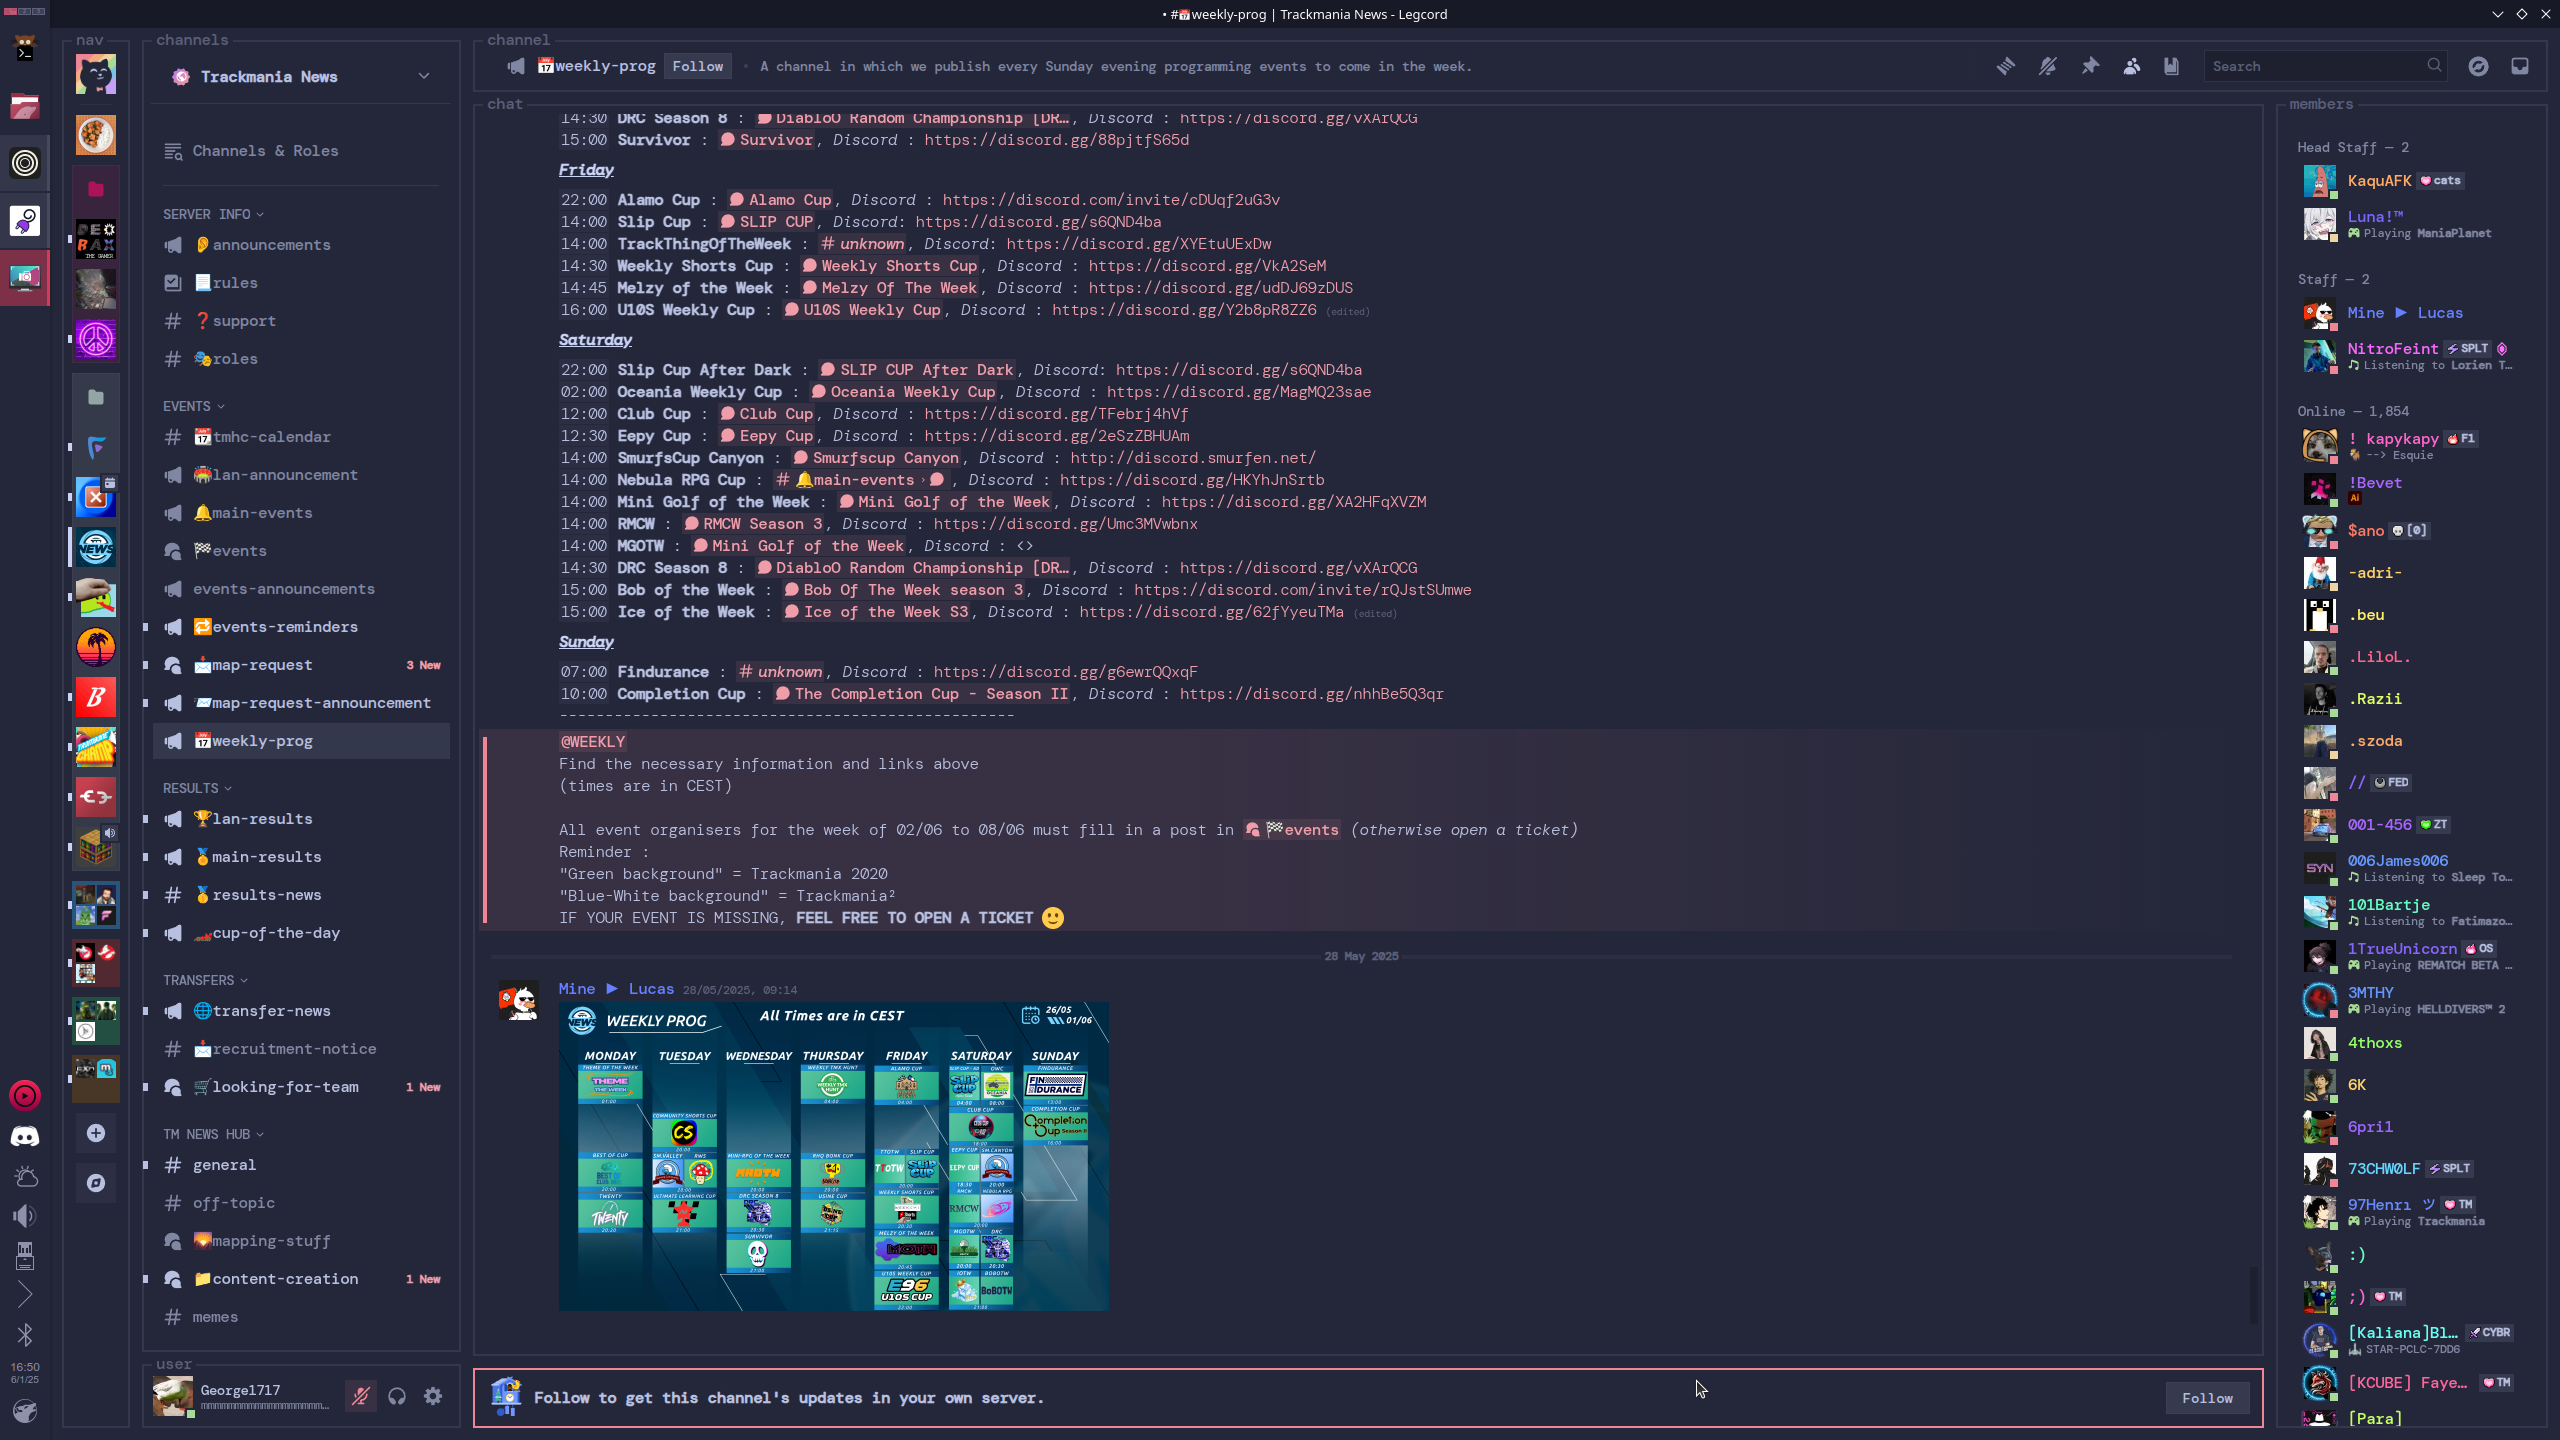 • #📅weekly-prog | Trackmania News - Legcord
nav
channels
Trackmania News
Channels & Roles
SERVER INFO
👂announcements
📃rules
❓support
# 🎭roles
EVENTS
# 📆tmhc-calendar
lan-announcement
🔔main-events
🏁events
events-announcements
🔁events-reminders
📩map-request 3 New
📨map-request-announcement
📅weekly-prog
RESULTS
🏆lan-results
🏅main-results
# 🥇results-news
🏎️cup-of-the-day
TRANSFERS
🌐transfer-news
# 📩recruitment-notice
🛒looking-for-team 1 New
TM NEWS HUB
# general
# off-topic
🌄mapping-stuff
📁content-creation 1 New
# memes
user
George1717
16:50
6/1/25
channel
📅weekly-prog Follow • A channel in which we publish every Sunday evening programming events to come in the week.
Search
chat
14:30 DRC Season 8 : DiabloO Random Championship [DR…, Discord : https://discord.gg/vXArQCG
15:00 Survivor : Survivor, Discord : https://discord.gg/88pjtfS65d
Friday
22:00 Alamo Cup : Alamo Cup, Discord : https://discord.com/invite/cDUqf2uG3v
14:00 Slip Cup : SLIP CUP, Discord: https://discord.gg/s6QND4ba
14:00 TrackThingOfTheWeek : # unknown, Discord: https://discord.gg/XYEtuUExDw
14:30 Weekly Shorts Cup : Weekly Shorts Cup, Discord : https://discord.gg/VkA2SeM
14:45 Melzy of the Week : Melzy Of The Week, Discord : https://discord.gg/udDJ69zDUS
16:00 U10S Weekly Cup : U10S Weekly Cup, Discord : https://discord.gg/Y2b8pR8ZZ6 (edited)
Saturday
22:00 Slip Cup After Dark : SLIP CUP After Dark, Discord: https://discord.gg/s6QND4ba
02:00 Oceania Weekly Cup : Oceania Weekly Cup, Discord : https://discord.gg/MagMQ23sae
12:00 Club Cup : Club Cup, Discord : https://discord.gg/TFebrj4hVf
12:30 Eepy Cup : Eepy Cup, Discord : https://discord.gg/2eSzZBHUAm
14:00 SmurfsCup Canyon : Smurfscup Canyon, Discord : http://discord.smurfen.net/
14:00 Nebula RPG Cup : # 🔔main-events ›, Discord : https://discord.gg/HKYhJnSrtb
14:00 Mini Golf of the Week : Mini Golf of the Week, Discord : https://discord.gg/XA2HFqXVZM
14:00 RMCW : RMCW Season 3, Discord : https://discord.gg/Umc3MVwbnx
14:00 MGOTW : Mini Golf of the Week, Discord : <>
14:30 DRC Season 8 : DiabloO Random Championship [DR…, Discord : https://discord.gg/vXArQCG
15:00 Bob of the Week : Bob Of The Week season 3, Discord : https://discord.com/invite/rQJstSUmwe
15:00 Ice of the Week : Ice of the Week S3, Discord : https://discord.gg/62fYyeuTMa (edited)
Sunday
07:00 Findurance : # unknown, Discord : https://discord.gg/g6ewrQQxqF
10:00 Completion Cup : The Completion Cup - Season II, Discord : https://discord.gg/nhhBe5Q3qr
--------------------------------------------------
@WEEKLY
Find the necessary information and links above
(times are in CEST)
All event organisers for the week of 02/06 to 08/06 must fill in a post in 🏁events (otherwise open a ticket)
Reminder :
"Green background" = Trackmania 2020
"Blue-White background" = Trackmania²
IF YOUR EVENT IS MISSING, FEEL FREE TO OPEN A TICKET 🙂
28 May 2025
Mine ► Lucas 28/05/2025, 09:14
NEWS WEEKLY PROG All Times are in CEST 26/05 01/06
MONDAY TUESDAY WEDNESDAY THURSDAY FRIDAY SATURDAY SUNDAY
Follow to get this channel's updates in your own server. Follow
members
Head Staff — 2
KaquAFK cats
Luna!™
Playing ManiaPlanet
Staff — 2
Mine ► Lucas
NitroFeint SPLT
Listening to Lorien T…
Online — 1,854
! kapykapy F1
--> Esquie
!Bevet
AI
$ano [0]
-adri-
.beu
.LiloL.
.Razii
.szoda
// FED
001-456 ZT
006James006
Listening to Sleep To…
101Bartje
Listening to Fatimazo…
1TrueUnicorn OS
Playing REMATCH BETA …
3MTHY
Playing HELLDIVERS™ 2
4thoxs
6K
6pri1
73CHW0LF SPLT
97Henrı ツ TM
Playing Trackmania
:)
;) TM
[Kaliana]Bl… CYBR
STAR-PCLC-7DD6
[KCUBE] Faye… TM
[Para]